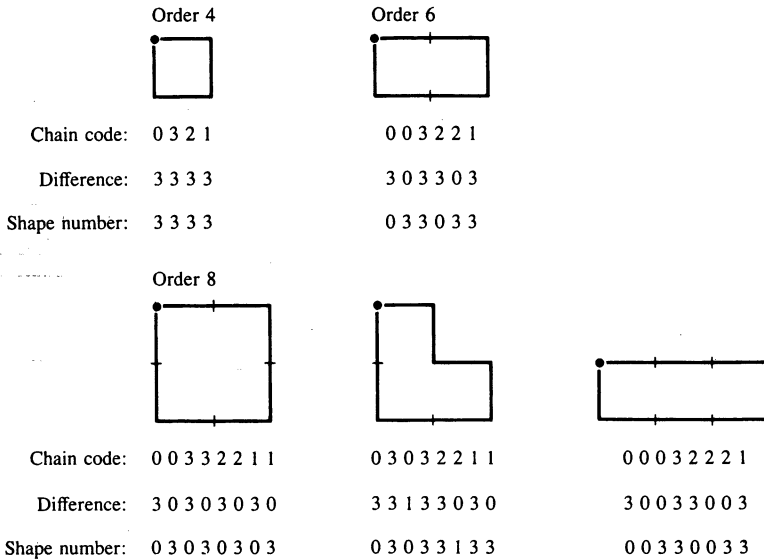 Order 4 Order 6
Chain code: 0 3 2 1 0 0 3 2 2 1
Difference: 3 3 3 3 3 0 3 3 0 3
Shape number: 3 3 3 3 0 3 3 0 3 3
Order 8
Chain code: 0 0 3 3 2 2 1 1 0 3 0 3 2 2 1 1 0 0 0 3 2 2 2 1
Difference: 3 0 3 0 3 0 3 0 3 3 1 3 3 0 3 0 3 0 0 3 3 0 0 3
Shape number: 0 3 0 3 0 3 0 3 0 3 0 3 3 1 3 3 0 0 3 3 0 0 3 3